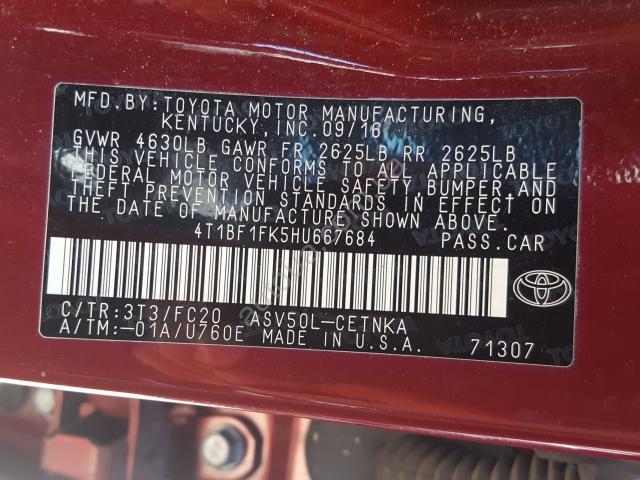 MFD.BY:TOYOTA MOTOR MANUFACTURING,
KENTUCKY,INC.09/16
GVWR 4630LB GAWR FR 2625LB RR 2625LB
THIS VEHICLE CONFORMS TO ALL APPLICABLE
FEDERAL MOTOR VEHICLE SAFETY,BUMPER AND
THEFT PREVENTION STANDARDS IN EFFECT ON
THE DATE OF MANUFACTURE SHOWN ABOVE.
4T1BF1FK5HU667684 PASS.CAR
C/TR:3T3/FC20 ASV50L-CETNKA
A/TM:-01A/U760E MADE IN U.S.A. 71307